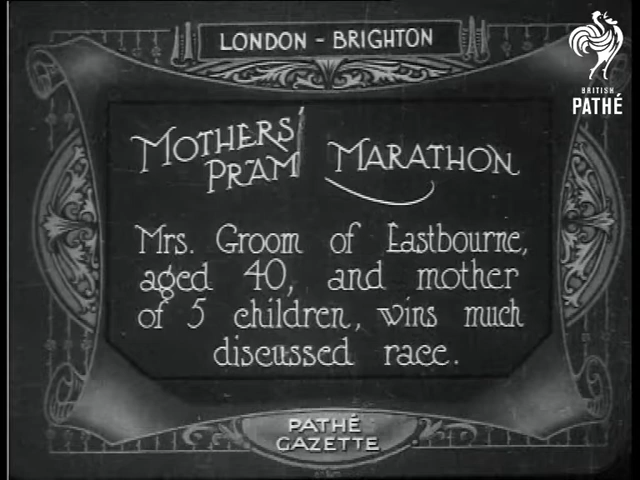 LONDON - BRIGHTON
BRITISH
PATHÉ
MOTHERS'
PRAM
MARATHON
Mrs. Groom of Eastbourne,
aged 40, and mother
of 5 children, wins much
discussed race.
PATHÉ
GAZETTE